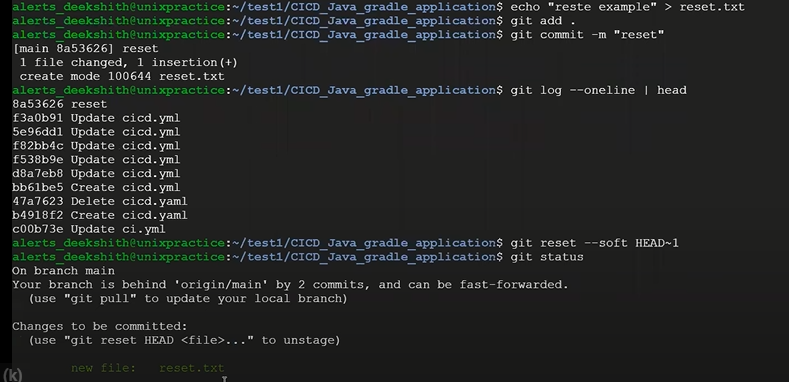 alerts_deekshith@unixpractice:~/test1/CICD_Java_gradle_application$ echo "reste example" > reset.txt
alerts_deekshith@unixpractice:~/test1/CICD_Java_gradle_application$ git add .
alerts_deekshith@unixpractice:~/test1/CICD_Java_gradle_application$ git commit -m "reset"
[main 8a53626] reset
 1 file changed, 1 insertion(+)
 create mode 100644 reset.txt
alerts_deekshith@unixpractice:~/test1/CICD_Java_gradle_application$ git log --oneline | head
8a53626 reset
f3a0b91 Update cicd.yml
5e96dd1 Update cicd.yml
f82bb4c Update cicd.yml
f538b9e Update cicd.yml
d8a7eb8 Update cicd.yml
bb61be5 Create cicd.yml
47a7623 Delete cicd.yaml
b4918f2 Create cicd.yaml
c00b73e Update ci.yml
alerts_deekshith@unixpractice:~/test1/CICD_Java_gradle_application$ git reset --soft HEAD~1
alerts_deekshith@unixpractice:~/test1/CICD_Java_gradle_application$ git status
On branch main
Your branch is behind 'origin/main' by 2 commits, and can be fast-forwarded.
  (use "git pull" to update your local branch)
Changes to be committed:
  (use "git reset HEAD <file>..." to unstage)
        new file:   reset.txt
(k)